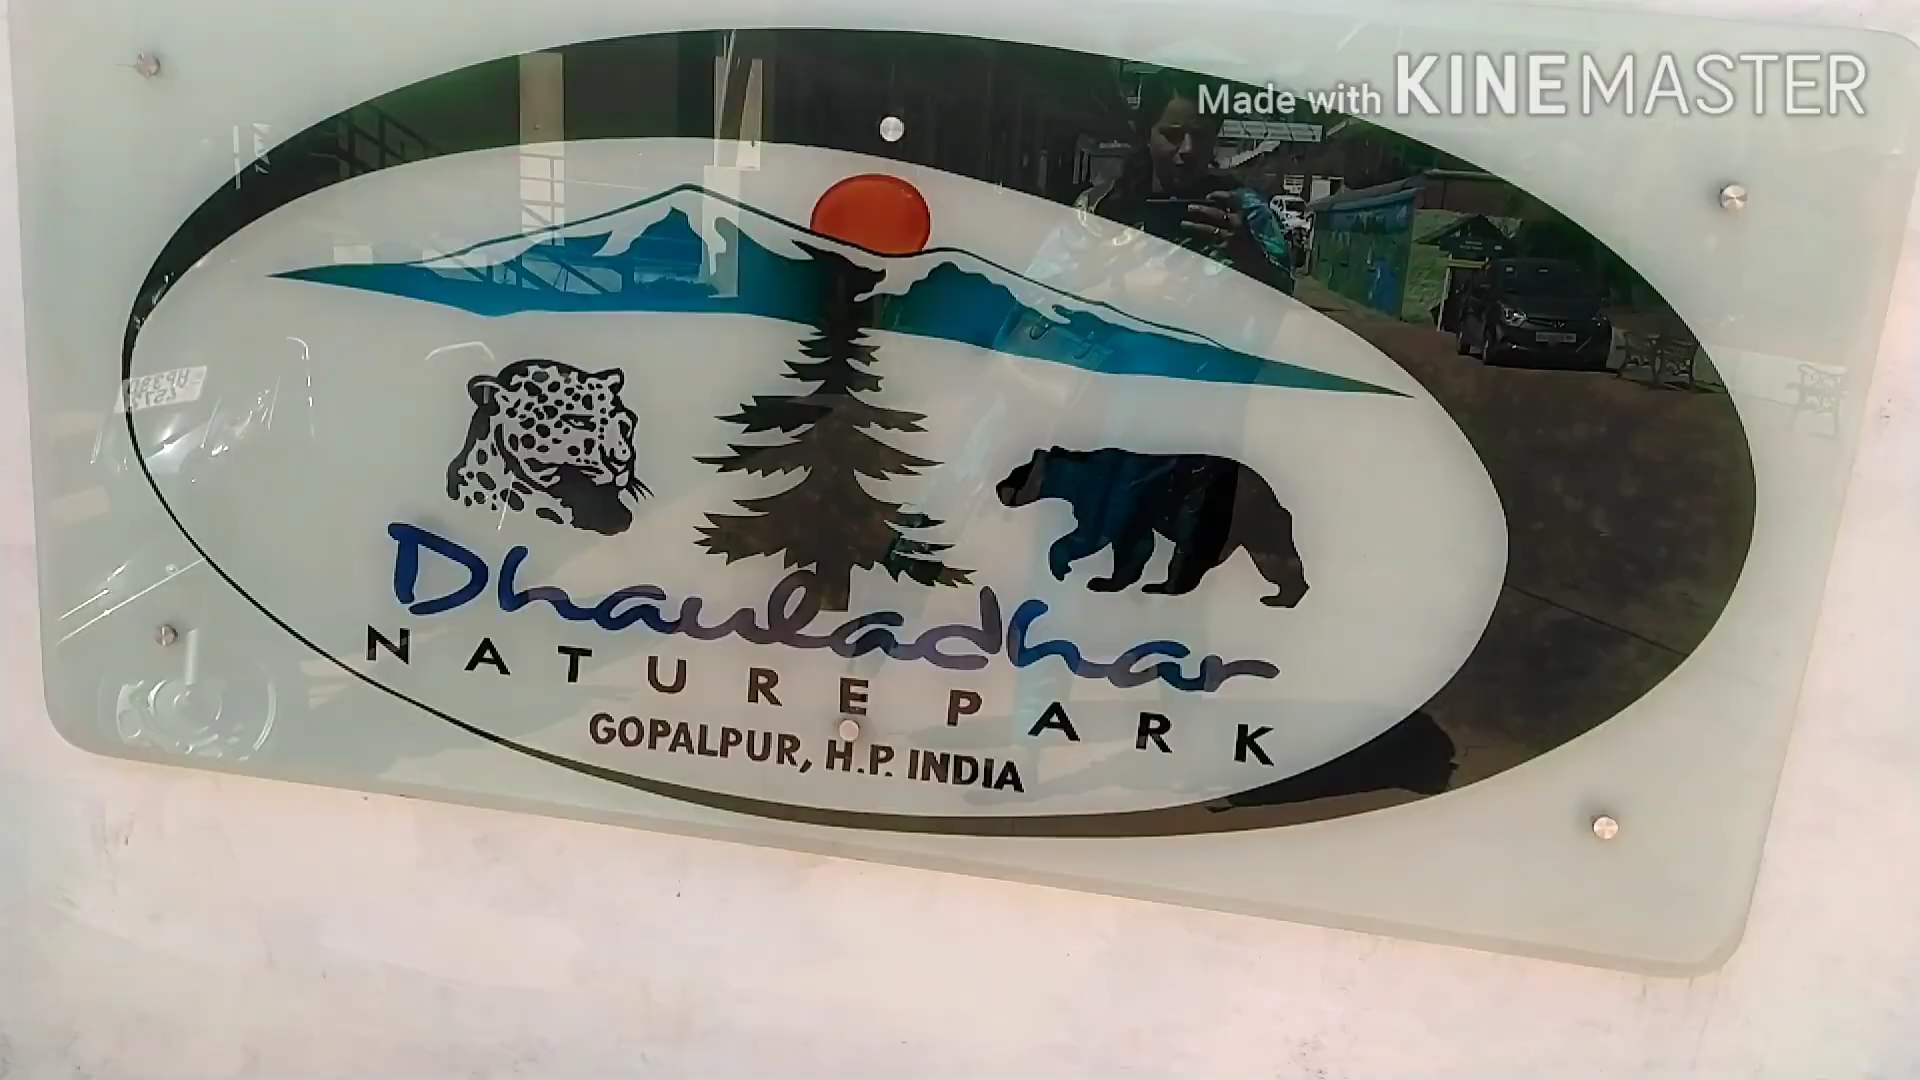 Made with KINEMASTER
Dhauladhar
NATURE PARK
GOPALPUR, H.P. INDIA